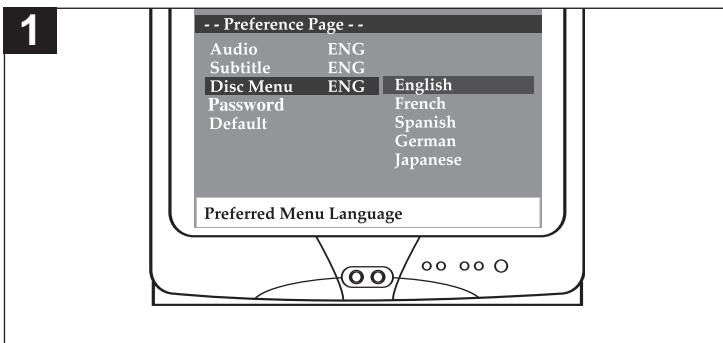 1
- - Preference Page - -
Audio ENG
Subtitle ENG
Disc Menu ENG English
Password French
Default Spanish
German
Japanese
Preferred Menu Language